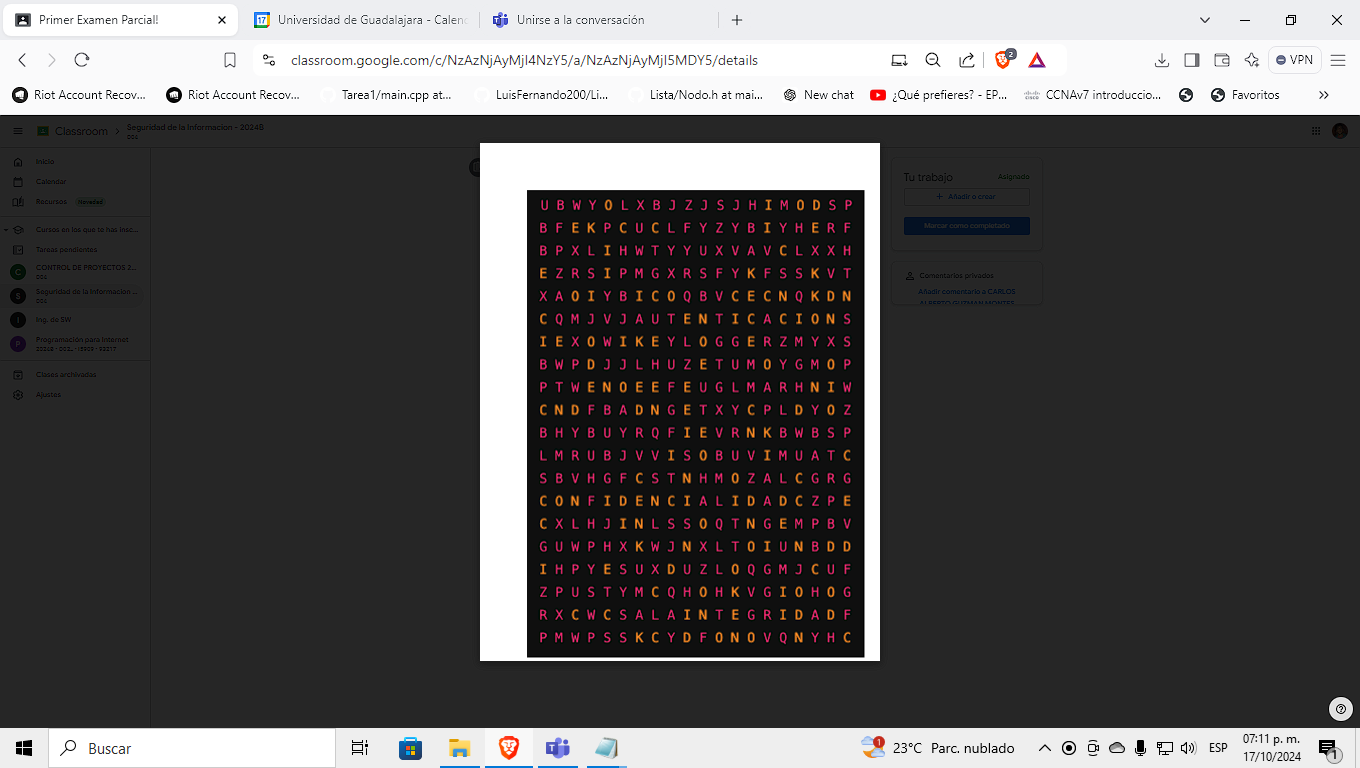 Primer Examen Parcial!
Universidad de Guadalajara - Calenc
Unirse a la conversación
classroom.google.com/c/NzAzNjAyMjI4NzY5/a/NzAzNjAyMjI5MDY5/details
2
VPN
Riot Account Recov...
Riot Account Recov...
Tarea1/main.cpp at...
LuisFernando200/Li...
Lista/Nodo.h at mai...
New chat
¿Qué prefieres? - EP...
CCNAv7 introduccio...
Favoritos
Classroom
Seguridad de la Informacion - 2024B
Inicio
Calendar
Recursos Novedad
Cursos en los que te has insc...
Tareas pendientes
CONTROL DE PROYECTOS 2...
Seguridad de la Informacion ...
Ing. de SW
Programación para Internet
Clases archivadas
Ajustes
Tu trabajo
Asignado
+ Añadir o crear
Marcar como completado
Comentarios privados
Añadir comentario a CARLOS
ALBERTO GUZMAN MONTES
U B W Y O L X B J Z J S J H I M O D S P
B F E K P C U C L F Y Z Y B I Y H E R F
B P X L I H W T Y Y U X V A V C L X X H
E Z R S I P M G X R S F Y K F S S K V T
X A O I Y B I C O Q B V C E C N Q K D N
C Q M J V J A U T E N T I C A C I O N S
I E X O W I K E Y L O G G E R Z M Y X S
B W P D J J L H U Z E T U M O Y G M O P
P T W E N O E E F E U G L M A R H N I W
C N D F B A D N G E T X Y C P L D Y O Z
B H Y B U Y R Q F I E V R N K B W B S P
L M R U B J V V I S O B U V I M U A T C
S B V H G F C S T N H M O Z A L C G R G
C O N F I D E N C I A L I D A D C Z P E
C X L H J I N L S S O Q T N G E M P B V
G U W P H X K W J N X L T O I U N B D D
I H P Y E S U X D U Z L O Q G M J C U F
Z P U S T Y M C Q H O H K V G I O H O G
R X C W C S A L A I N T E G R I D A D F
P M W P S S K C Y D F O N O V Q N Y H C
Buscar
1
23°C Parc. nublado
ESP
07:11 p. m.
17/10/2024
1